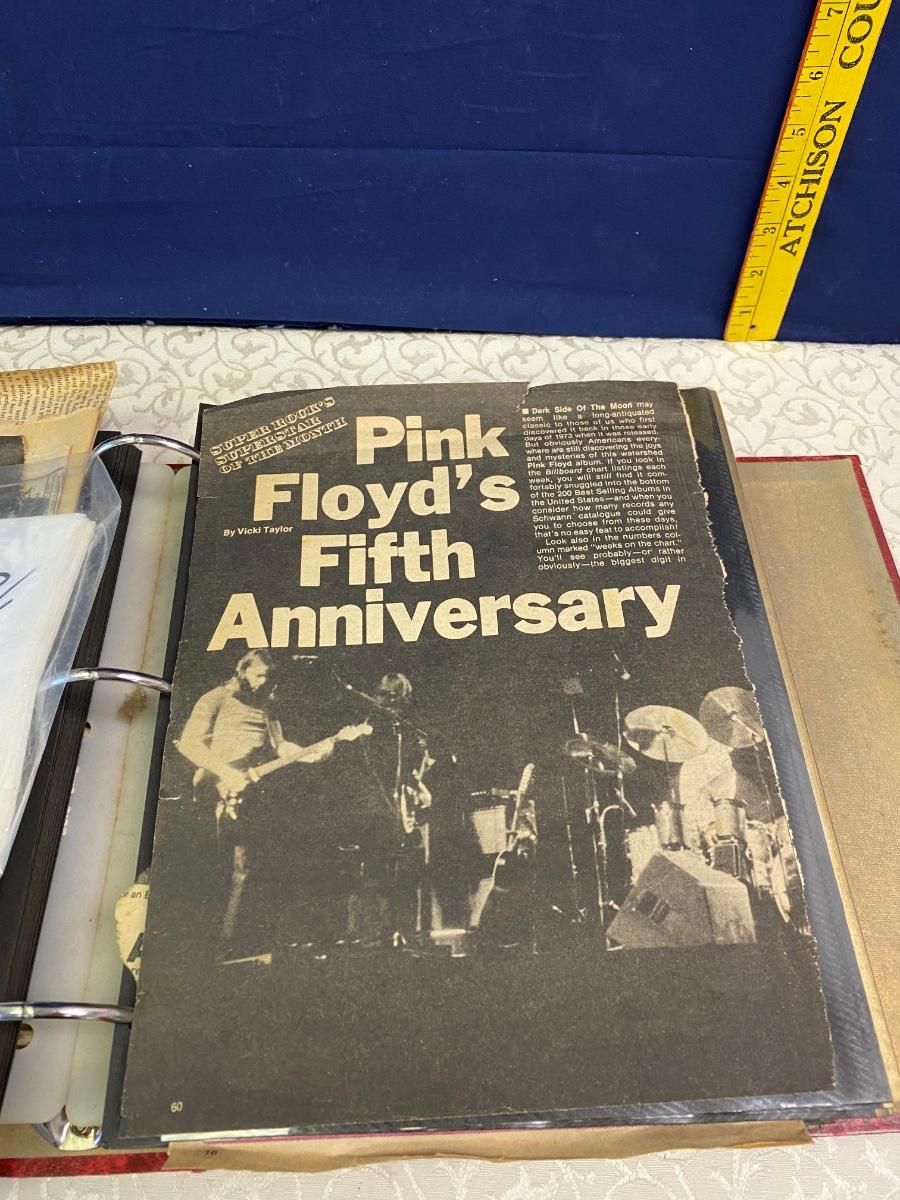 1 2 3 4 5 6 7
ATCHISON COU
SUPER ROCK'S
SUPERSTAR
OF THE MONTH
Pink
Floyd's
By Vicki Taylor
Fifth
Anniversary
■ Dark Side Of The Moon may
seem like a long-antiquated
classic to those of us who first
discovered it back in those early
days of 1973 when it was released.
But obviously Americans every-
where are still discovering the joys
and mysteries of this watershed
Pink Floyd album. If you look in
the Billboard chart listings each
week, you will still find it com-
fortably snuggled into the bottom
of the 200 Best Selling Albums in
the United States—and when you
consider how many records any
Schwann catalogue could give
you to choose from these days,
that's no easy feat to accomplish!
Look also in the numbers col-
umn marked "weeks on the chart."
You'll see probably—or rather
obviously—the biggest digit in
or an
60
16